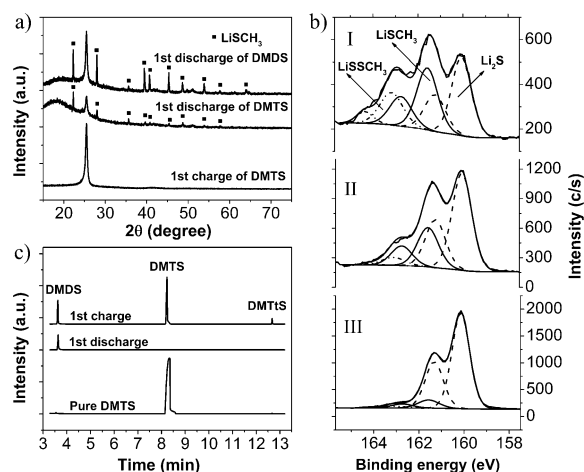 a)
■ LiSCH3
1st discharge of DMDS
1st discharge of DMTS
1st charge of DMTS
Intensity (a.u.)
20 30 40 50 60 70
2θ (degree)
b)
I
LiSCH3
LiSSCH3
Li2S
600
400
200
II
1200
900
600
300
0
III
2000
1500
1000
500
0
Intensity (c/s)
164 162 160 158
Binding energy (eV)
c)
DMDS
DMTS
DMTtS
1st charge
1st discharge
Pure DMTS
Intensity (a.u.)
3 4 5 6 7 8 9 10 11 12 13
Time (min)